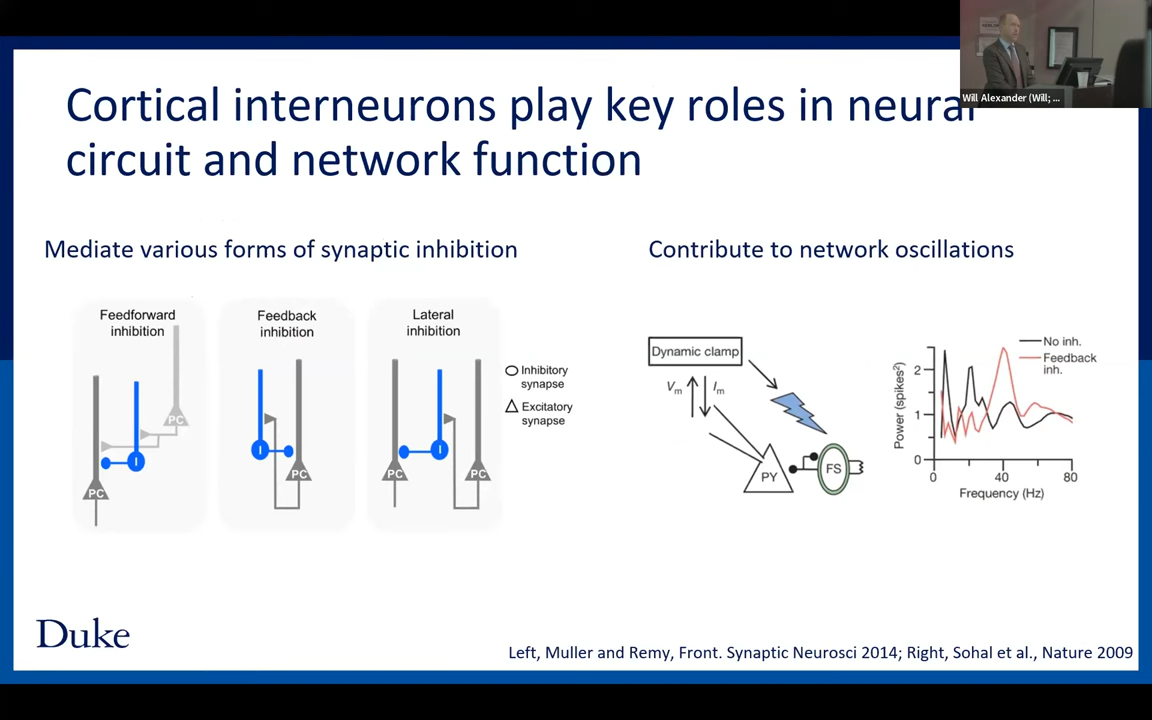 Will Alexander (Will; ...
Cortical interneurons play key roles in neural
circuit and network function
Mediate various forms of synaptic inhibition
Contribute to network oscillations
Feedforward
inhibition
PC
I
PC
Feedback
inhibition
I
PC
Lateral
inhibition
PC
I
PC
Inhibitory
synapse
Excitatory
synapse
Dynamic clamp
Vm
Im
PY
FS
No inh.
Feedback
inh.
Power (spikes²)
2
1
0
0
40
80
Frequency (Hz)
Duke
Left, Muller and Remy, Front. Synaptic Neurosci 2014; Right, Sohal et al., Nature 2009